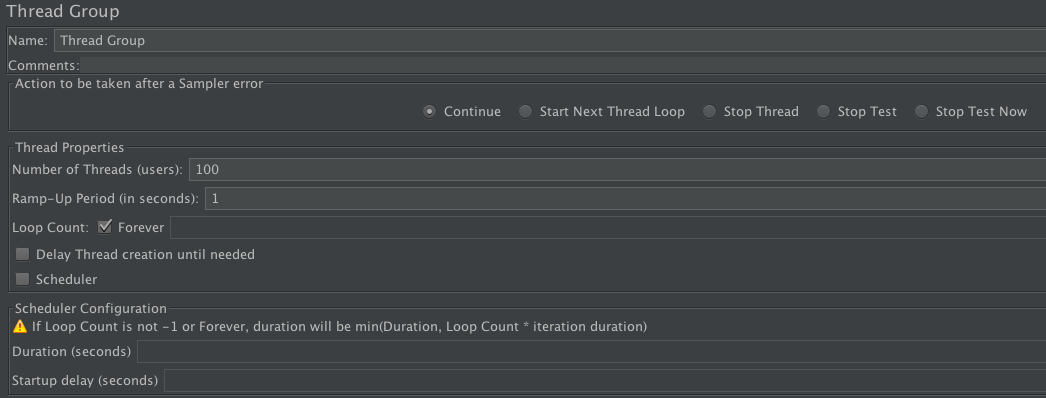 Thread Group
Name: Thread Group
Comments:
Action to be taken after a Sampler error
Continue Start Next Thread Loop Stop Thread Stop Test Stop Test Now
Thread Properties
Number of Threads (users): 100
Ramp-Up Period (in seconds): 1
Loop Count: Forever
Delay Thread creation until needed
Scheduler
Scheduler Configuration
If Loop Count is not -1 or Forever, duration will be min(Duration, Loop Count * iteration duration)
Duration (seconds)
Startup delay (seconds)